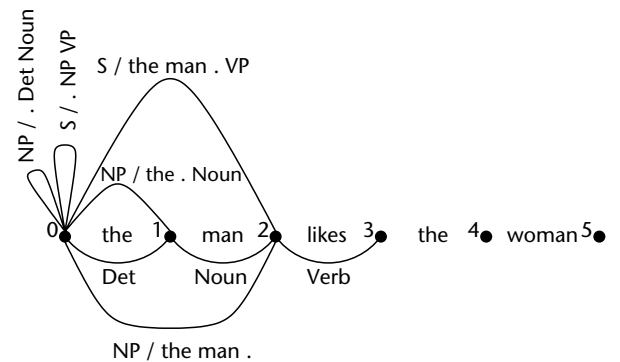 NP / . Det Noun
S / . NP VP
S / the man . VP
NP / the . Noun
0 the 1 man 2 likes 3 the 4 woman 5
Det Noun Verb
NP / the man .